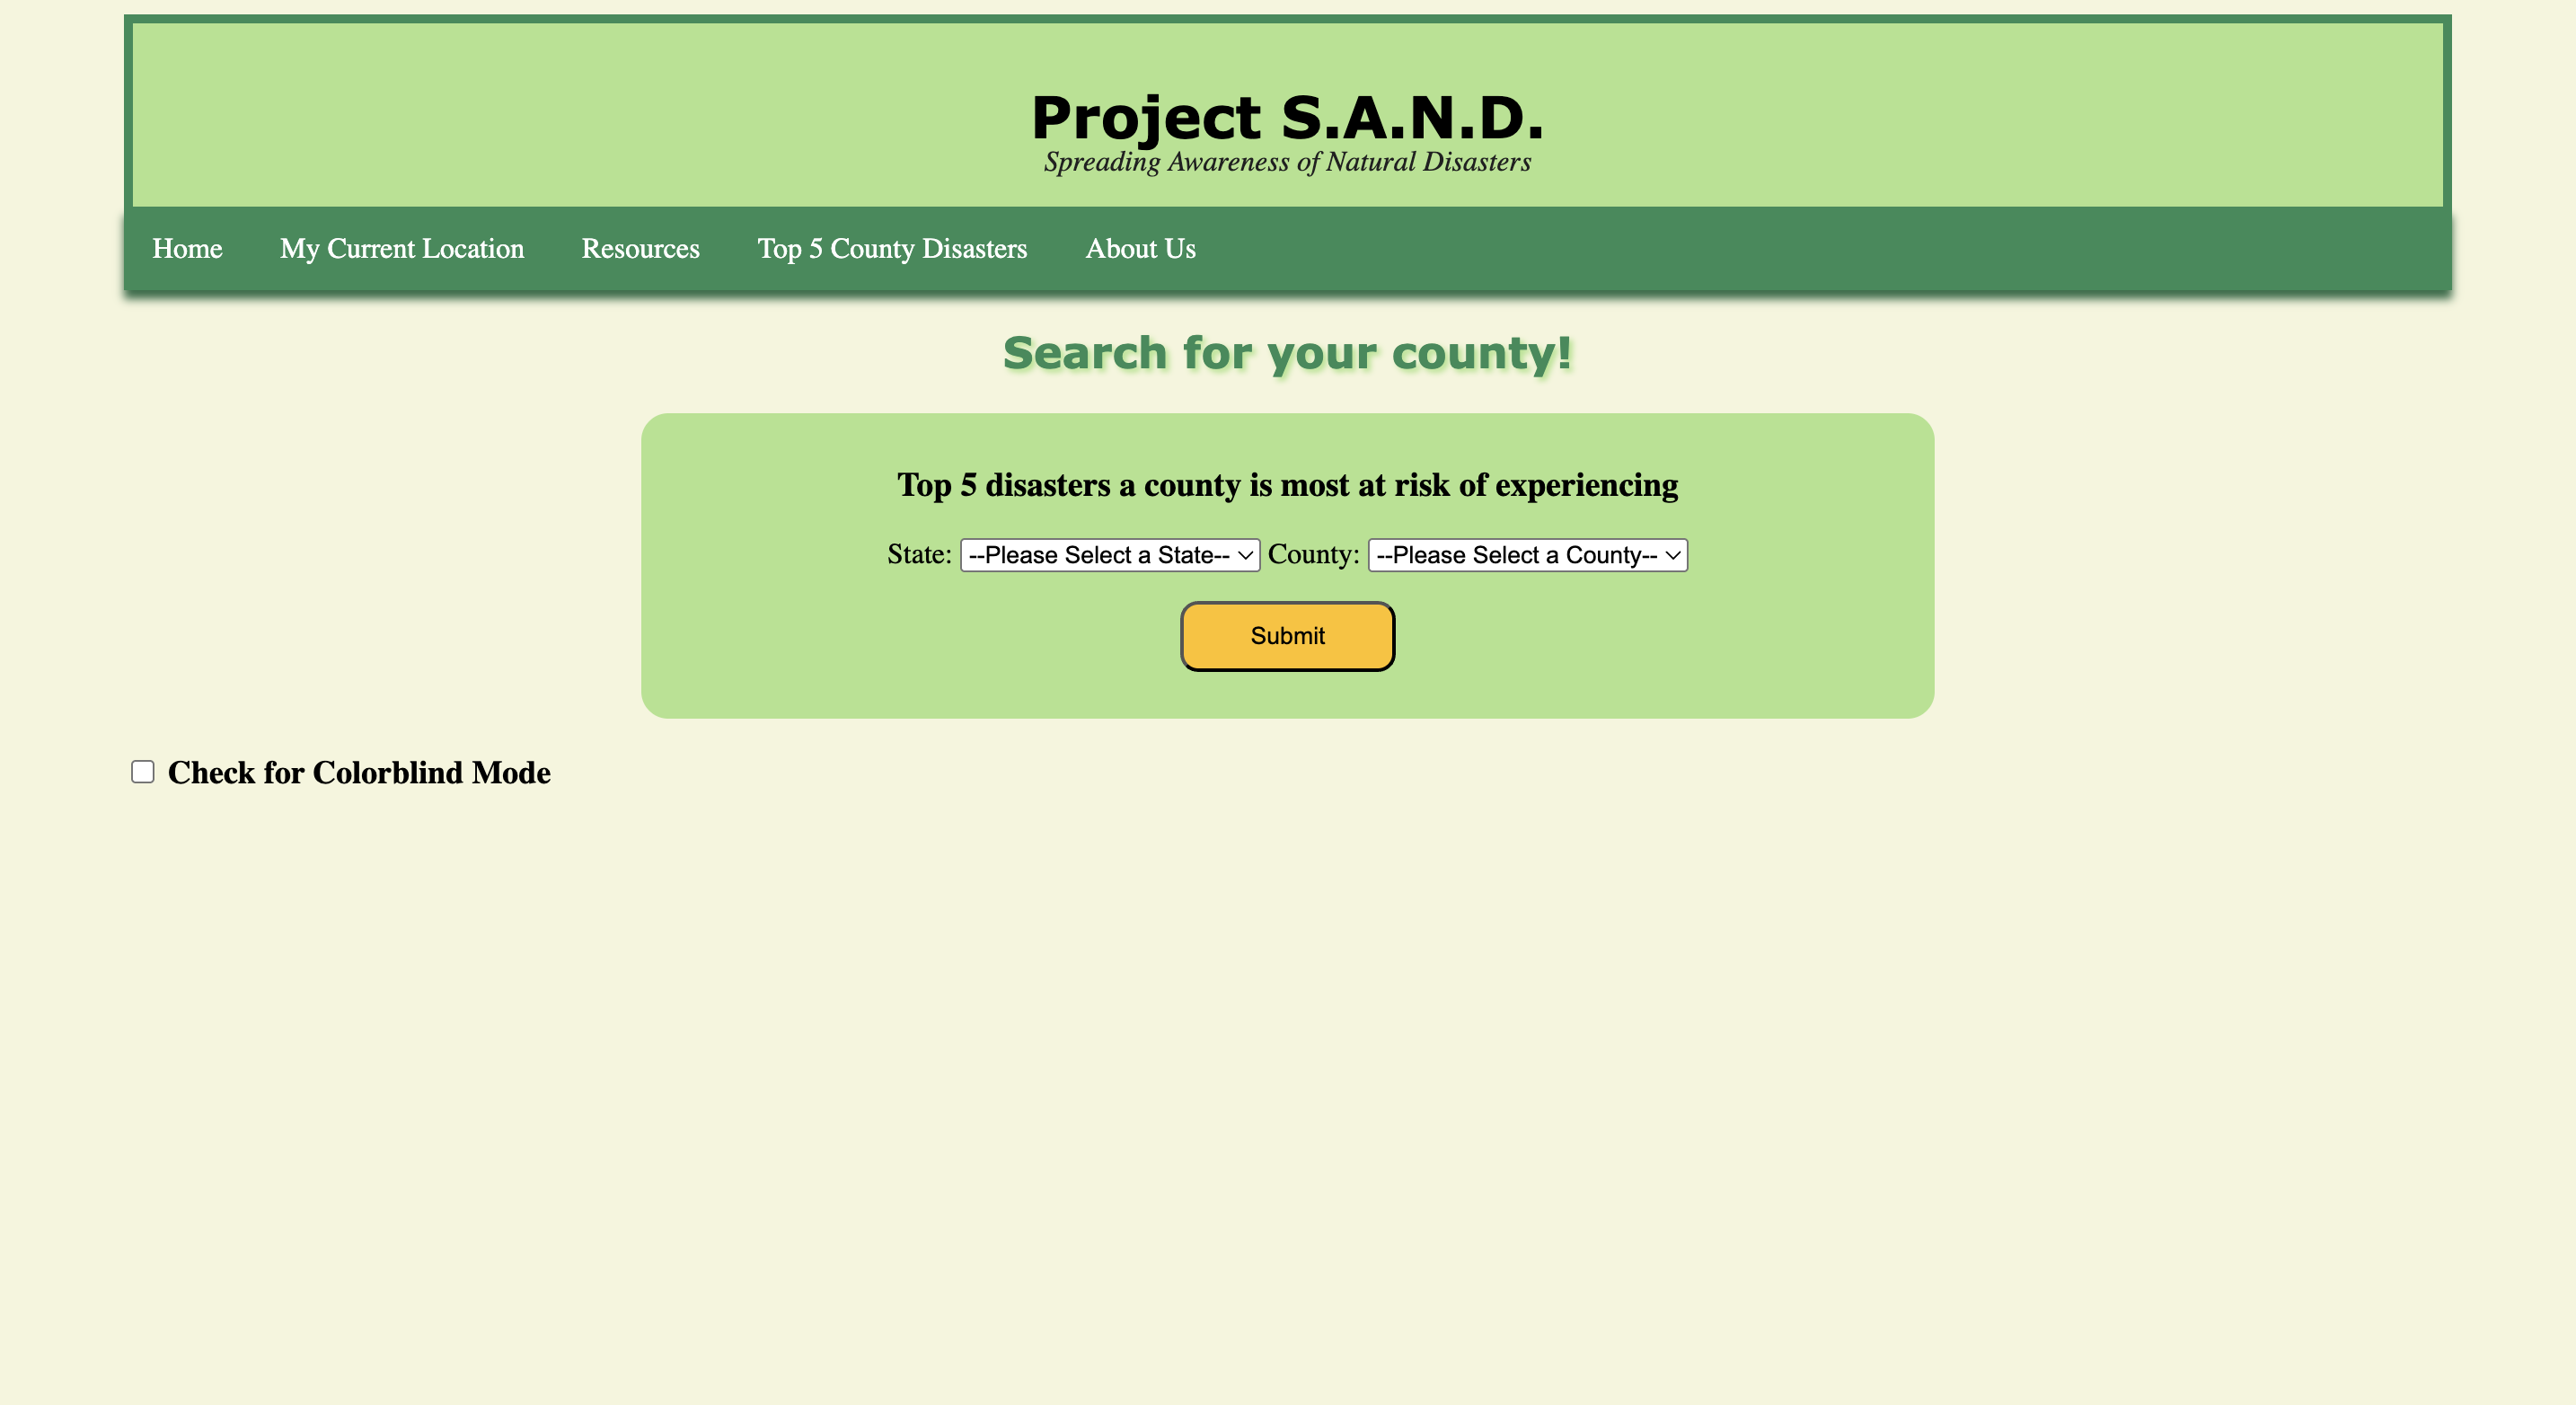 Project S.A.N.D.
Spreading Awareness of Natural Disasters
Home My Current Location Resources Top 5 County Disasters About Us
Search for your county!
Top 5 disasters a county is most at risk of experiencing
State: --Please Select a State-- County: --Please Select a County--
Submit
Check for Colorblind Mode